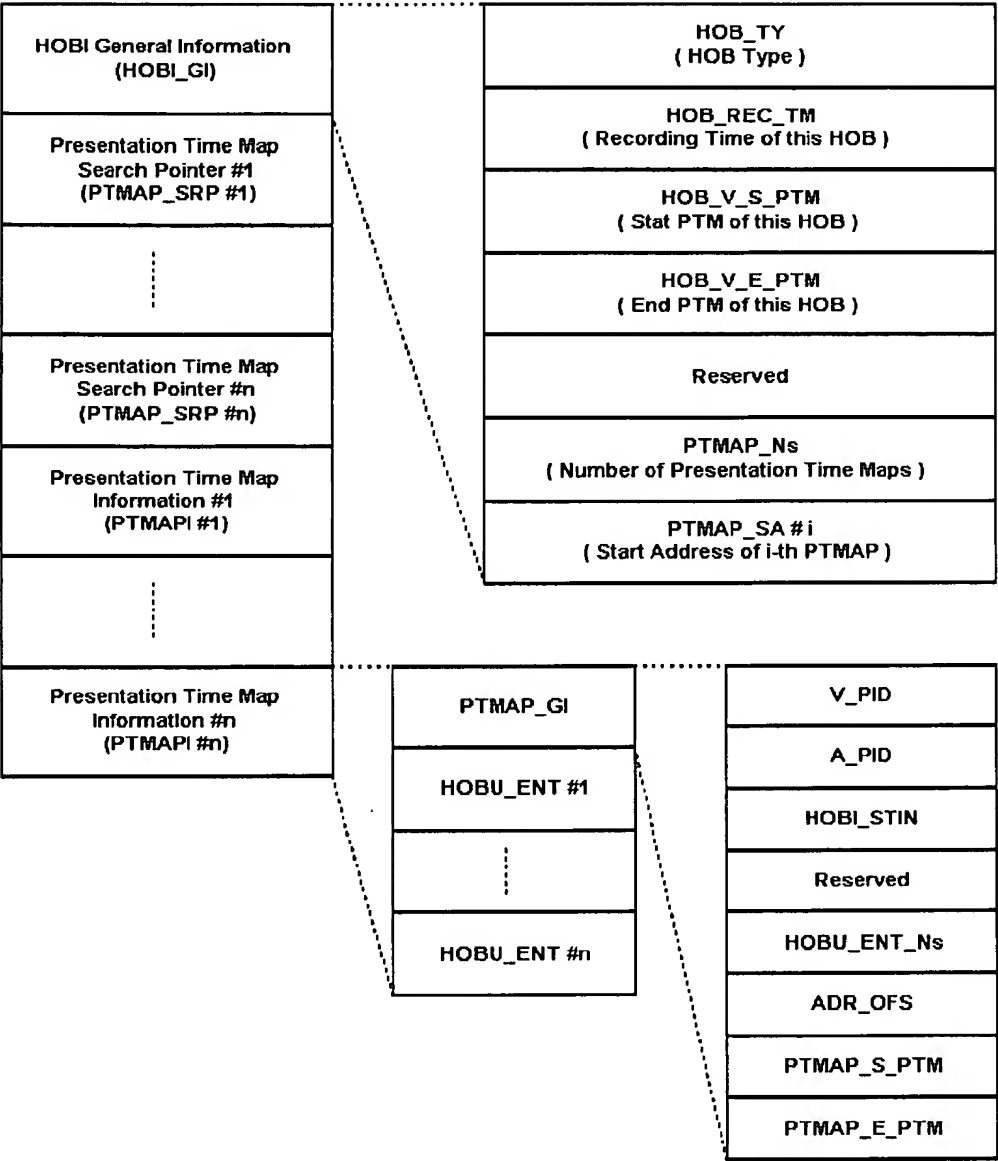 HOBI General Information
(HOBI_GI)
Presentation Time Map
Search Pointer #1
(PTMAP_SRP #1)
Presentation Time Map
Search Pointer #n
(PTMAP_SRP #n)
Presentation Time Map
Information #1
(PTMAPI #1)
Presentation Time Map
Information #n
(PTMAPI #n)
HOB_TY
( HOB Type )
HOB_REC_TM
( Recording Time of this HOB )
HOB_V_S_PTM
( Stat PTM of this HOB )
HOB_V_E_PTM
( End PTM of this HOB )
Reserved
PTMAP_Ns
( Number of Presentation Time Maps )
PTMAP_SA # i
( Start Address of i-th PTMAP )
PTMAP_GI
HOBU_ENT #1
HOBU_ENT #n
V_PID
A_PID
HOBI_STIN
Reserved
HOBU_ENT_Ns
ADR_OFS
PTMAP_S_PTM
PTMAP_E_PTM